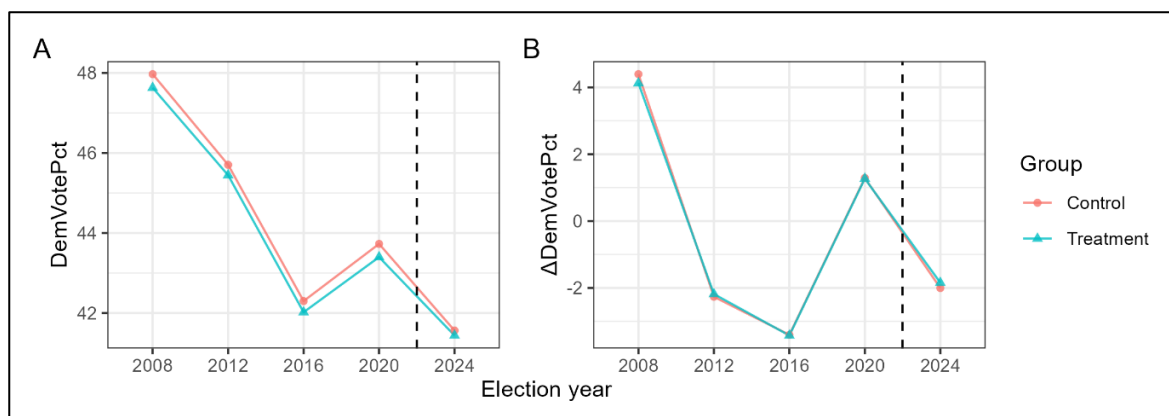 A
B
DemVotePct
48
46
44
42
2008 2012 2016 2020 2024
ΔDemVotePct
4
2
0
-2
2008 2012 2016 2020 2024
Election year
Group
Control
Treatment